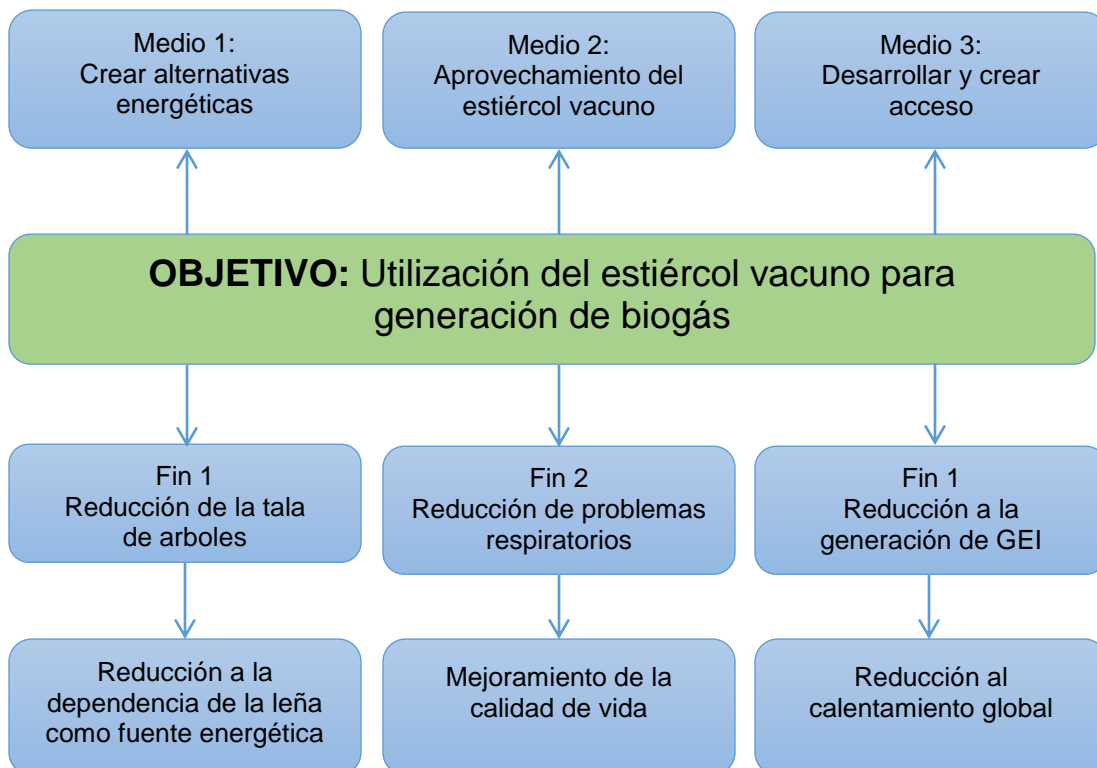 Medio 1:
Crear alternativas
energéticas
Medio 2:
Aprovechamiento del
estiércol vacuno
Medio 3:
Desarrollar y crear
acceso
OBJETIVO: Utilización del estiércol vacuno para
generación de biogás
Fin 1
Reducción de la tala
de arboles
Fin 2
Reducción de problemas
respiratorios
Fin 1
Reducción a la
generación de GEI
Reducción a la
dependencia de la leña
como fuente energética
Mejoramiento de la
calidad de vida
Reducción al
calentamiento global